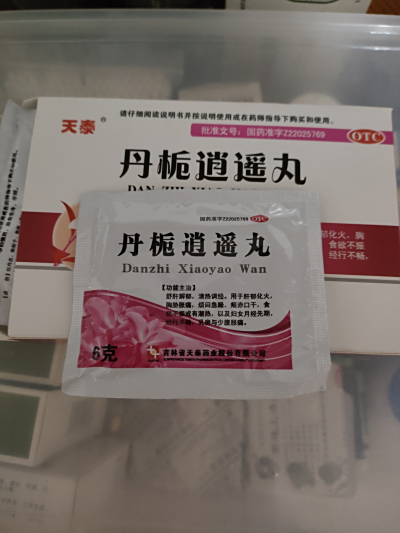 请仔细阅读说明书并按说明使用或在药师指导下购买和使用。
天泰®
批准文号：国药准字Z22025769
OTC
丹栀逍遥丸
DAN ZHI XIAO
郁化火，胸
食欲不振
经行不畅，
国药准字Z22025769 OTC
丹栀逍遥丸
Danzhi Xiaoyao Wan
【功能主治】
舒肝解郁，清热调经。用于肝郁化火，
胸胁胀痛，烦闷急躁，颊赤口干，食
欲不振或有潮热，以及妇女月经先期，
经行不畅，乳房与少腹胀痛。
6克
吉林省天泰药业股份有限公司